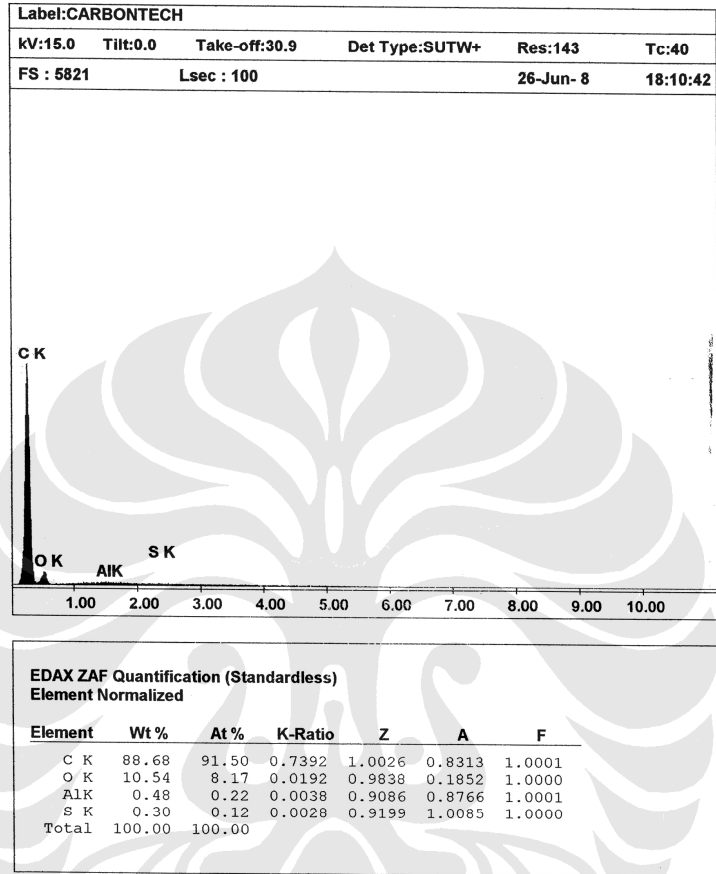 Label:CARBONTECH
kV:15.0 Tilt:0.0 Take-off:30.9 Det Type:SUTW+ Res:143 Tc:40
FS : 5821 Lsec : 100 26-Jun- 8 18:10:42
C K
S K
O K
AlK
1.00 2.00 3.00 4.00 5.00 6.00 7.00 8.00 9.00 10.00
EDAX ZAF Quantification (Standardless)
Element Normalized
Element Wt % At % K-Ratio Z A F
C K 88.68 91.50 0.7392 1.0026 0.8313 1.0001
O K 10.54 8.17 0.0192 0.9838 0.1852 1.0000
AlK 0.48 0.22 0.0038 0.9086 0.8766 1.0001
S K 0.30 0.12 0.0028 0.9199 1.0085 1.0000
Total 100.00 100.00